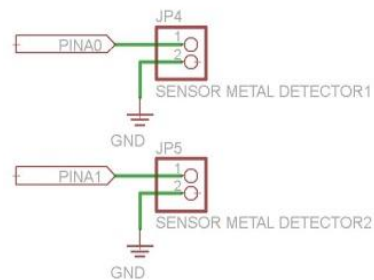 JP4
PINA0
1
2
SENSOR METAL DETECTOR1
GND
JP5
PINA1
1
2
SENSOR METAL DETECTOR2
GND